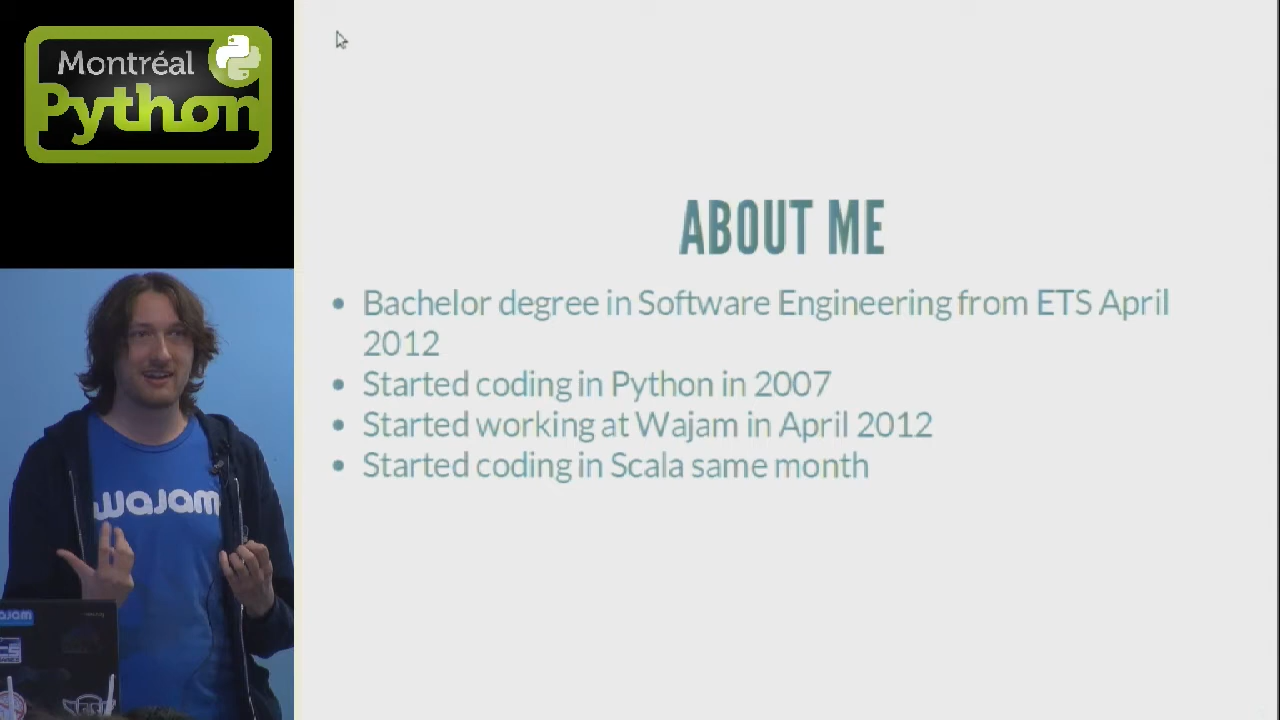 Montréal
Python
ABOUT ME
• Bachelor degree in Software Engineering from ETS April
2012
• Started coding in Python in 2007
• Started working at Wajam in April 2012
• Started coding in Scala same month
wajam
wajam